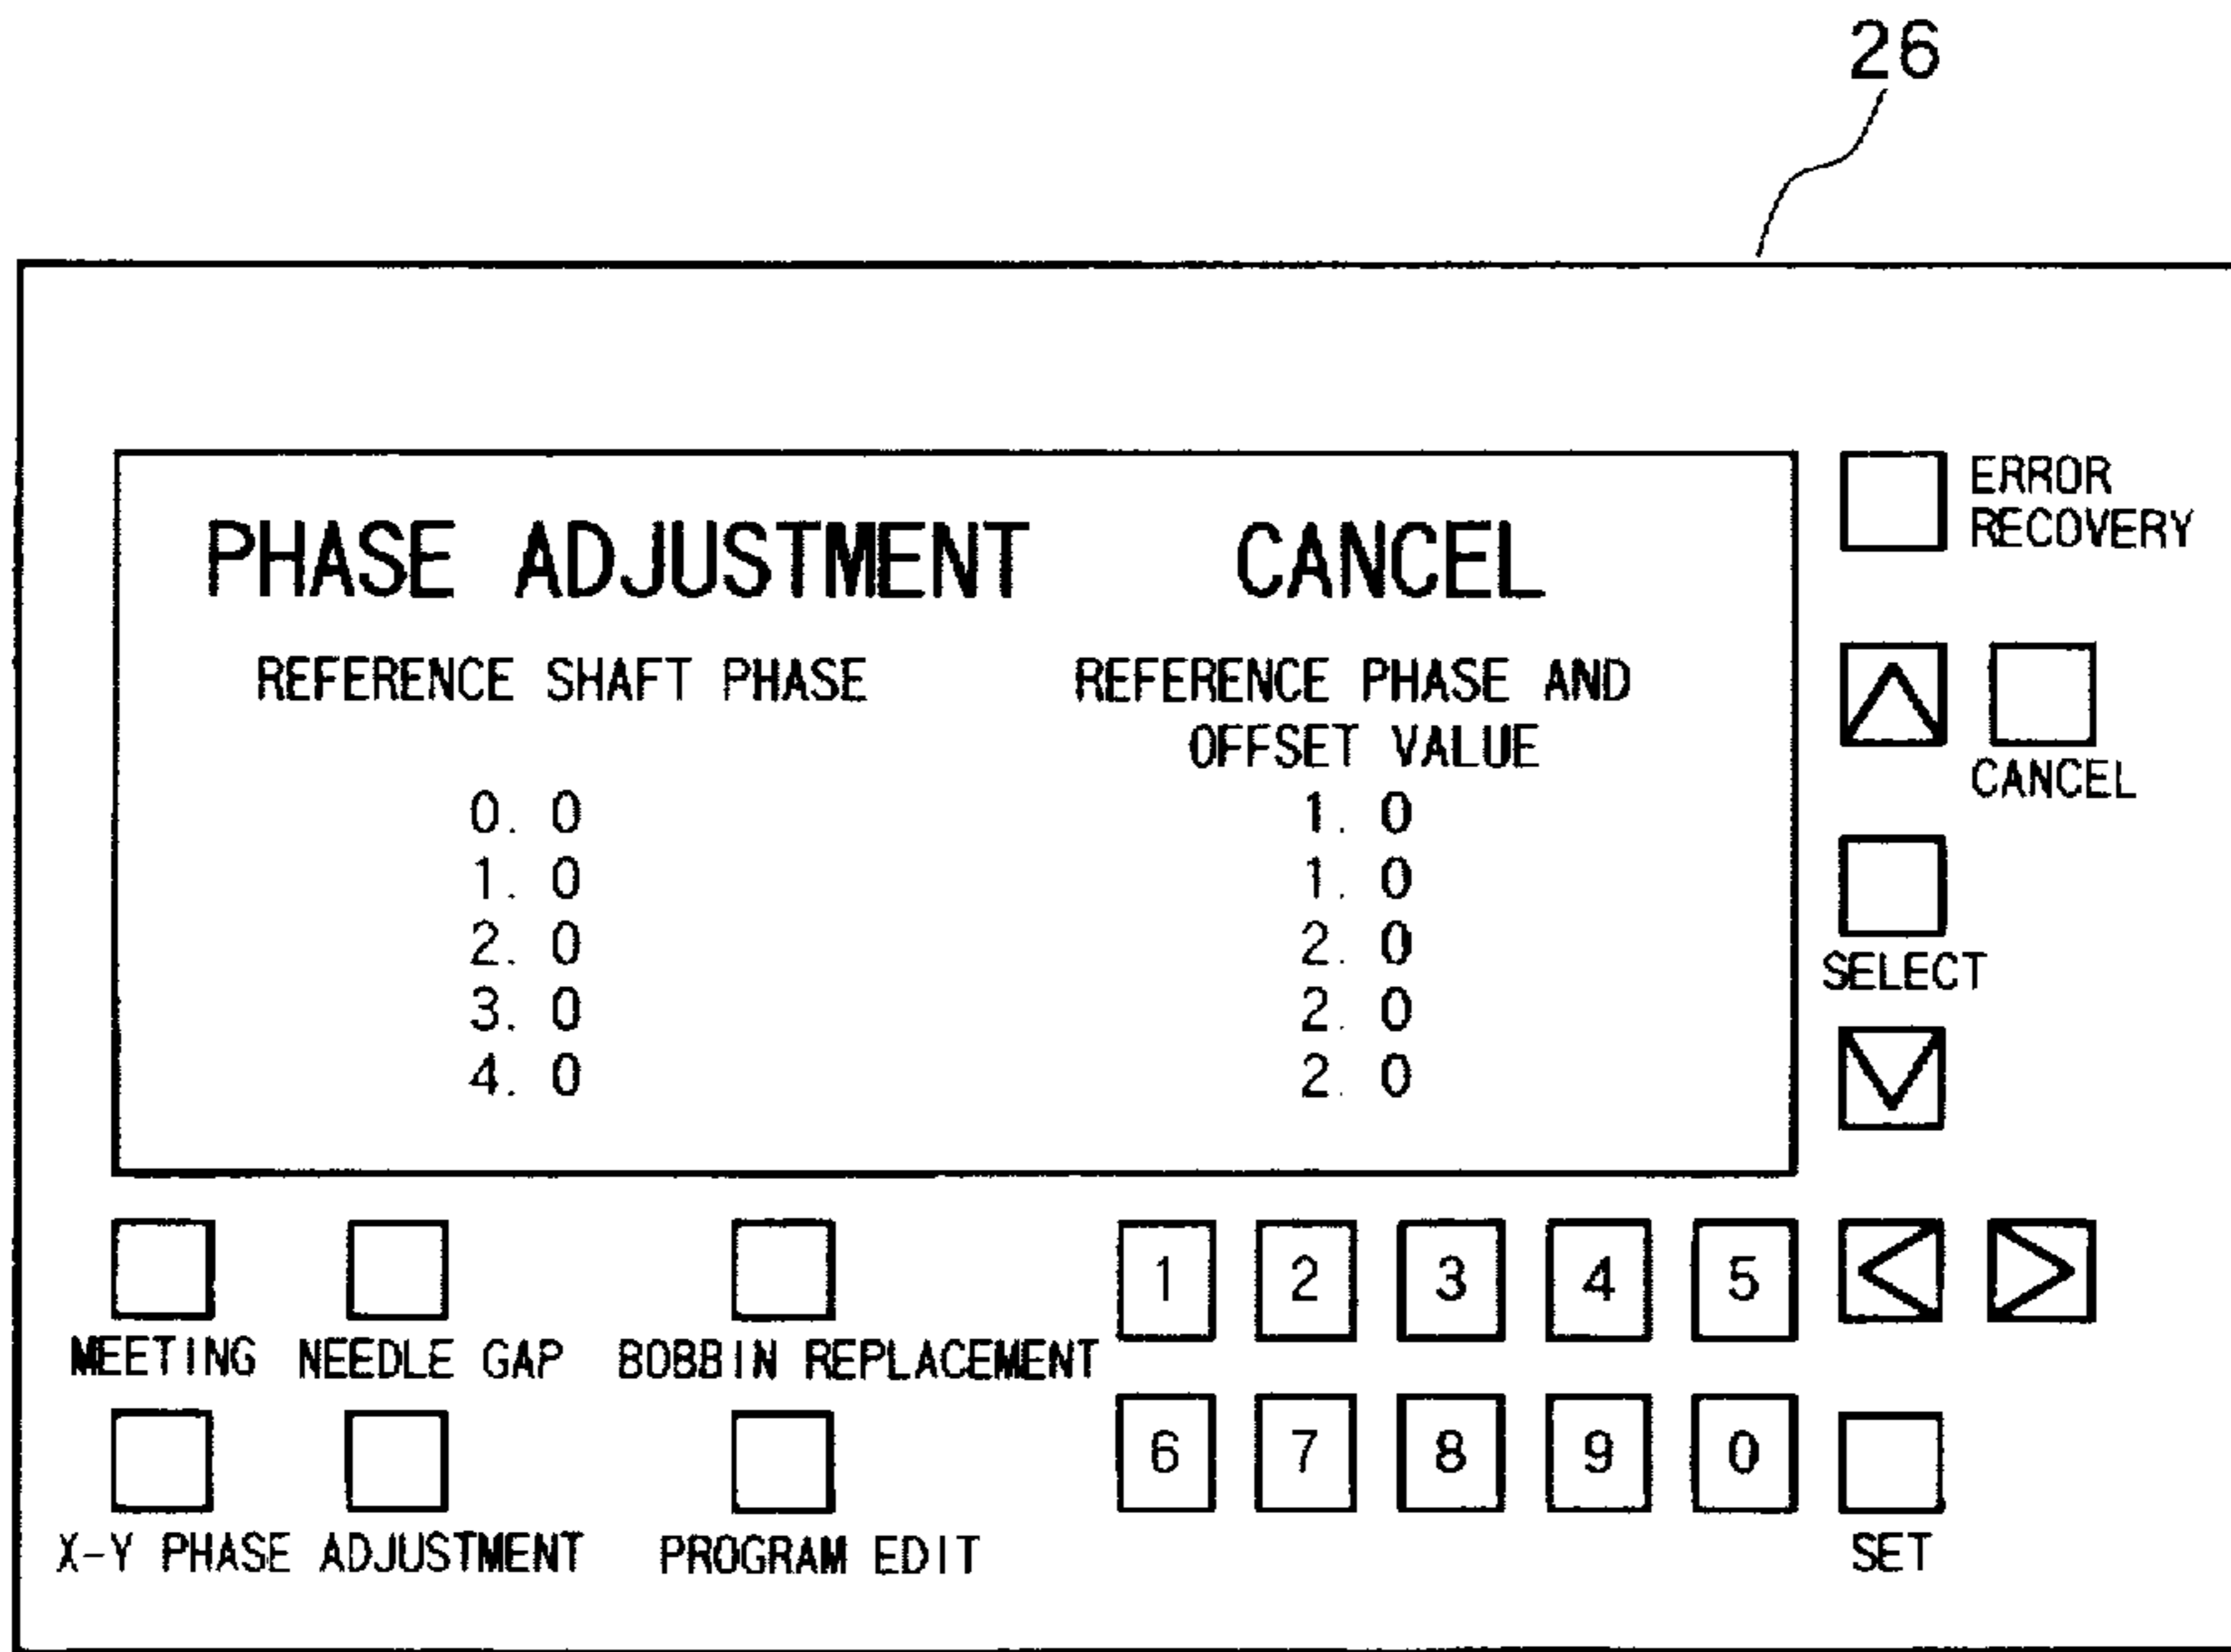 26
PHASE ADJUSTMENT CANCEL
REFERENCE SHAFT PHASE REFERENCE PHASE AND
OFFSET VALUE
0. 0 1. 0
1. 0 1. 0
2. 0 2. 0
3. 0 2. 0
4. 0 2. 0
ERROR
RECOVERY
CANCEL
SELECT
1 2 3 4 5
MEETING NEEDLE GAP BOBBIN REPLACEMENT
6 7 8 9 0
X-Y PHASE ADJUSTMENT PROGRAM EDIT SET